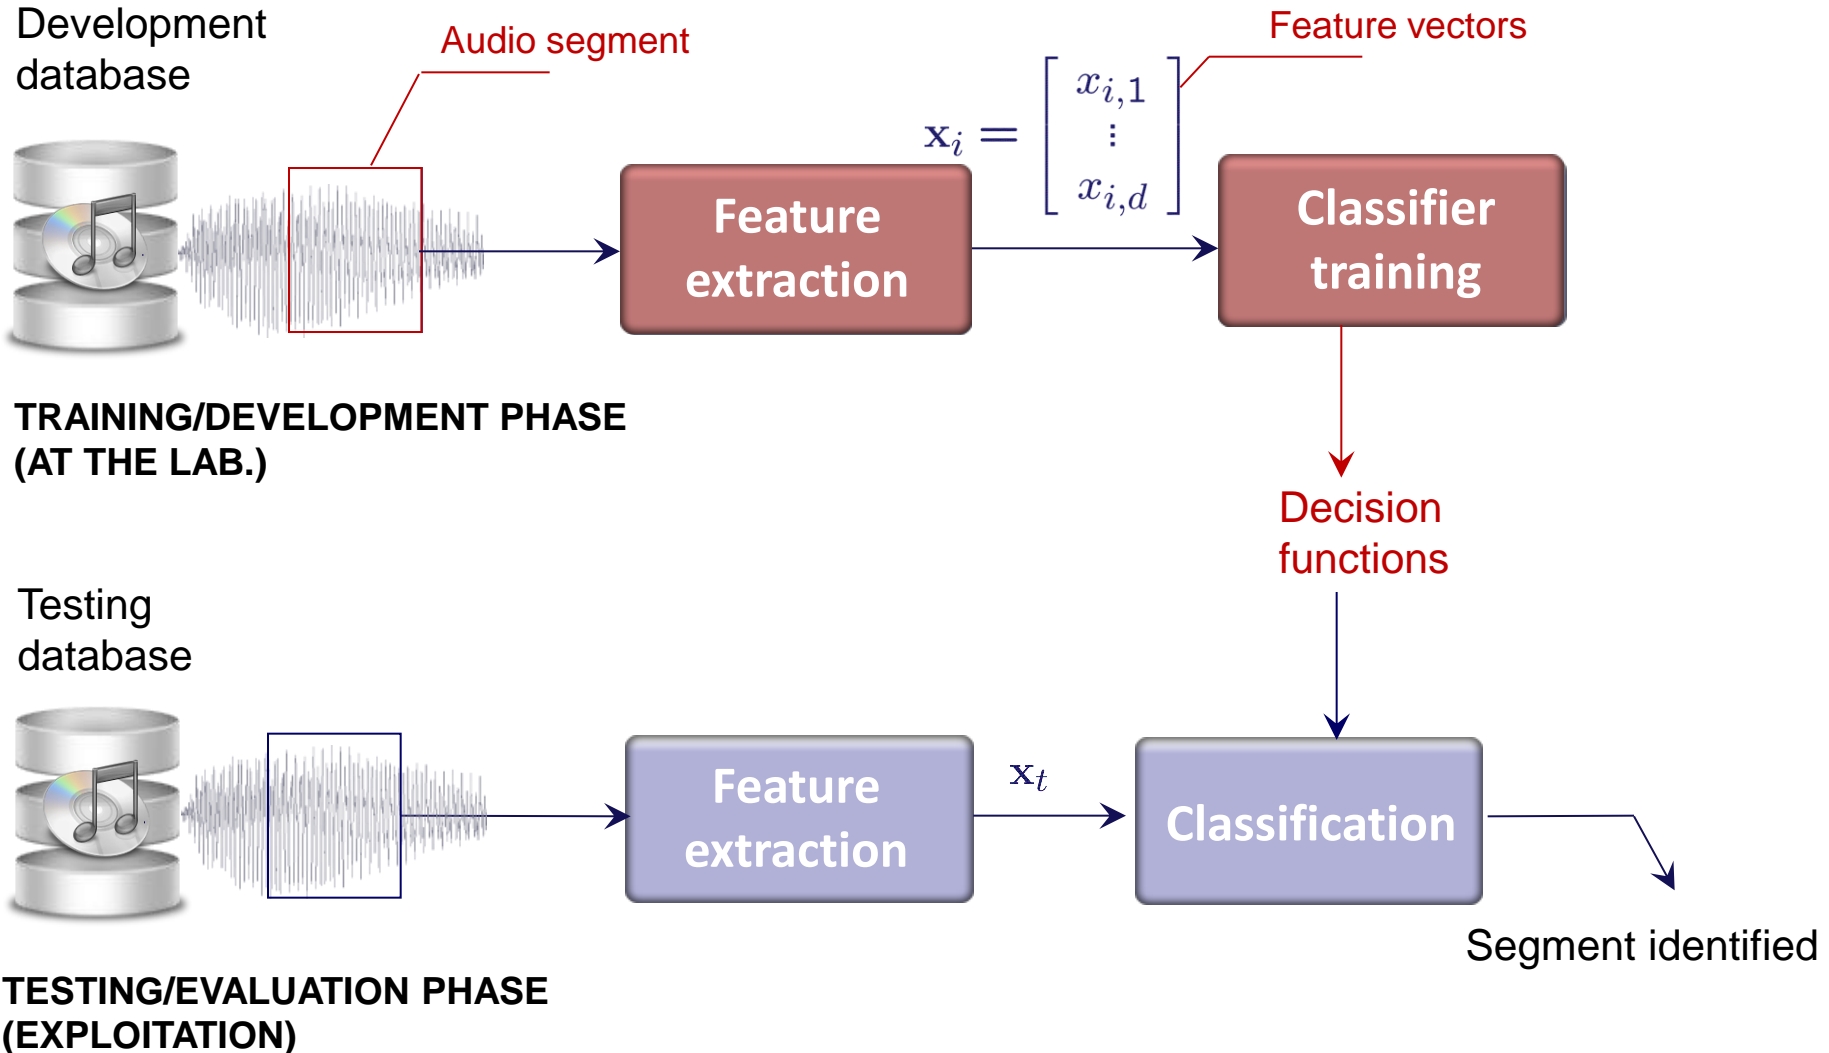 Development
database
Audio segment
Feature vectors
x_i = [ x_{i,1}
⋮
x_{i,d} ]
Feature
extraction
Classifier
training
TRAINING/DEVELOPMENT PHASE
(AT THE LAB.)
Decision
functions
Testing
database
Feature
extraction
x_t
Classification
Segment identified
TESTING/EVALUATION PHASE
(EXPLOITATION)